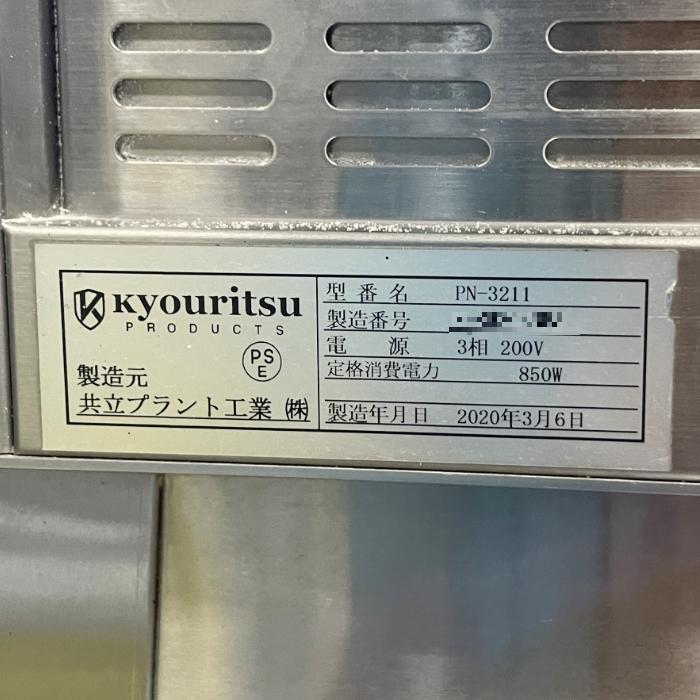 Kyouritsu
PRODUCTS
PS
E
製造元
共立プラント工業 ㈱
型番名 PN-3211
製造番号
電源 3相 200V
定格消費電力 850W
製造年月日 2020年3月6日